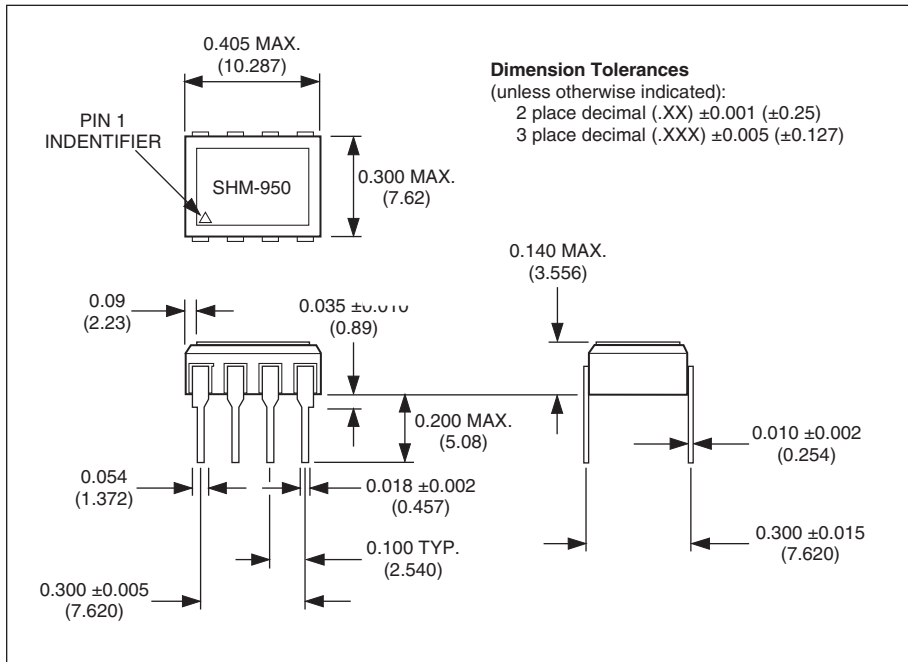 0.405 MAX.
(10.287)
Dimension Tolerances
(unless otherwise indicated):
2 place decimal (.XX) ±0.001 (±0.25)
3 place decimal (.XXX) ±0.005 (±0.127)
PIN 1
INDENTIFIER
SHM-950
0.300 MAX.
(7.62)
0.140 MAX.
(3.556)
0.09
(2.23)
0.035 ±0.010
(0.89)
0.200 MAX.
(5.08)
0.010 ±0.002
(0.254)
0.054
(1.372)
0.018 ±0.002
(0.457)
0.100 TYP.
(2.540)
0.300 ±0.015
(7.620)
0.300 ±0.005
(7.620)